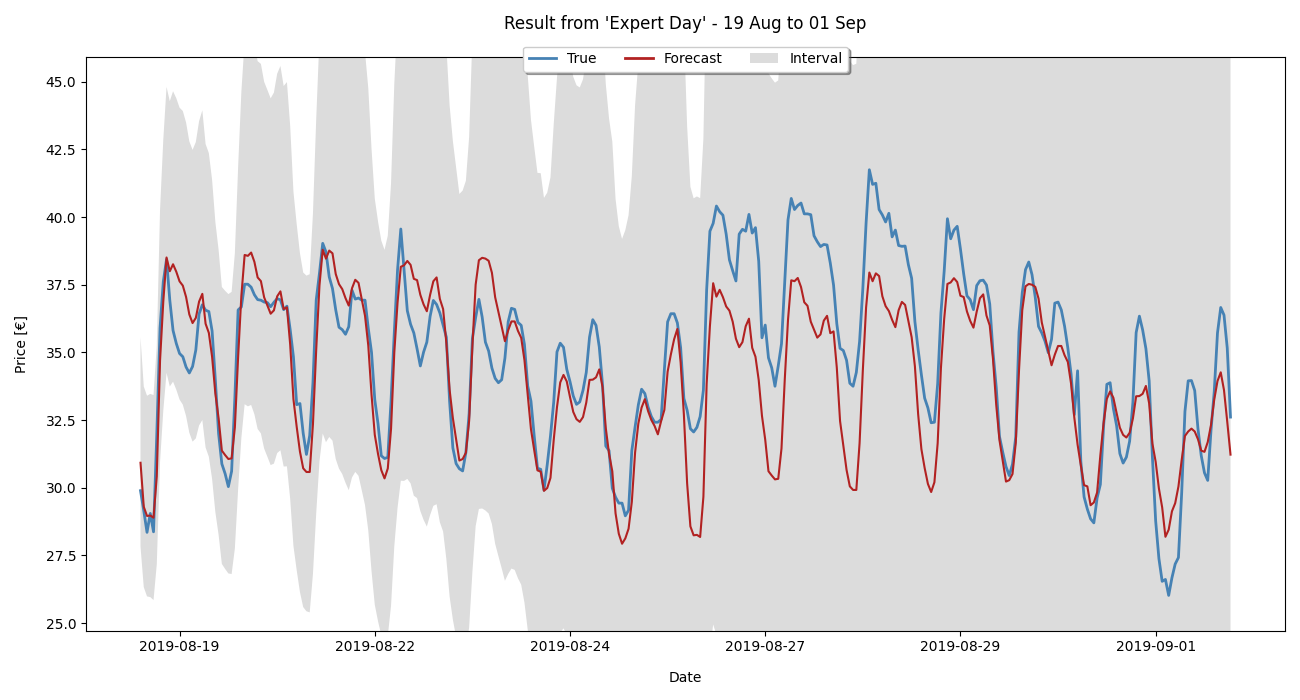 Result from 'Expert Day' - 19 Aug to 01 Sep
True Forecast Interval
45.0
42.5
40.0
37.5
35.0
32.5
30.0
27.5
25.0
Price [€]
2019-08-19 2019-08-22 2019-08-24 2019-08-27 2019-08-29 2019-09-01
Date